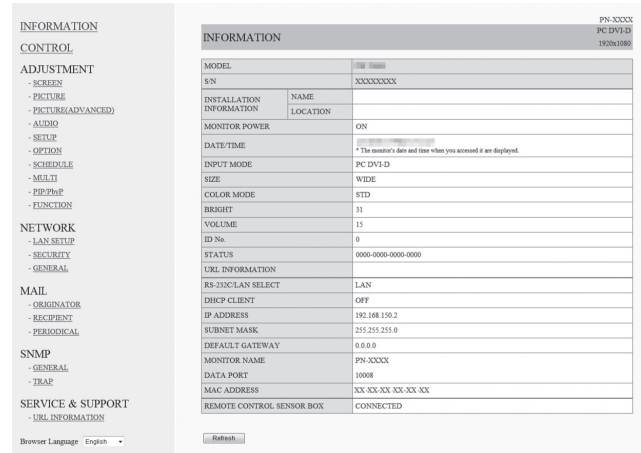 INFORMATION
CONTROL
ADJUSTMENT
- SCREEN
- PICTURE
- PICTURE(ADVANCED)
- AUDIO
- SETUP
- OPTION
- SCHEDULE
- MULTI
- PIP/PbyP
- FUNCTION
NETWORK
- LAN SETUP
- SECURITY
- GENERAL
MAIL
- ORIGINATOR
- RECIPIENT
- PERIODICAL
SNMP
- GENERAL
- TRAP
SERVICE & SUPPORT
- URL INFORMATION
Browser Language English
PN-XXXX
INFORMATION PC DVI-D
1920x1080
MODEL
S/N XXXXXXXX
INSTALLATION INFORMATION NAME
LOCATION
MONITOR POWER ON
DATE/TIME
* The monitor's date and time when you accessed it are displayed.
INPUT MODE PC DVI-D
SIZE WIDE
COLOR MODE STD
BRIGHT 31
VOLUME 15
ID No. 0
STATUS 0000-0000-0000-0000
URL INFORMATION
RS-232C/LAN SELECT LAN
DHCP CLIENT OFF
IP ADDRESS 192.168.150.2
SUBNET MASK 255.255.255.0
DEFAULT GATEWAY 0.0.0.0
MONITOR NAME PN-XXXX
DATA PORT 10008
MAC ADDRESS XX-XX-XX-XX-XX-XX
REMOTE CONTROL SENSOR BOX CONNECTED
Refresh